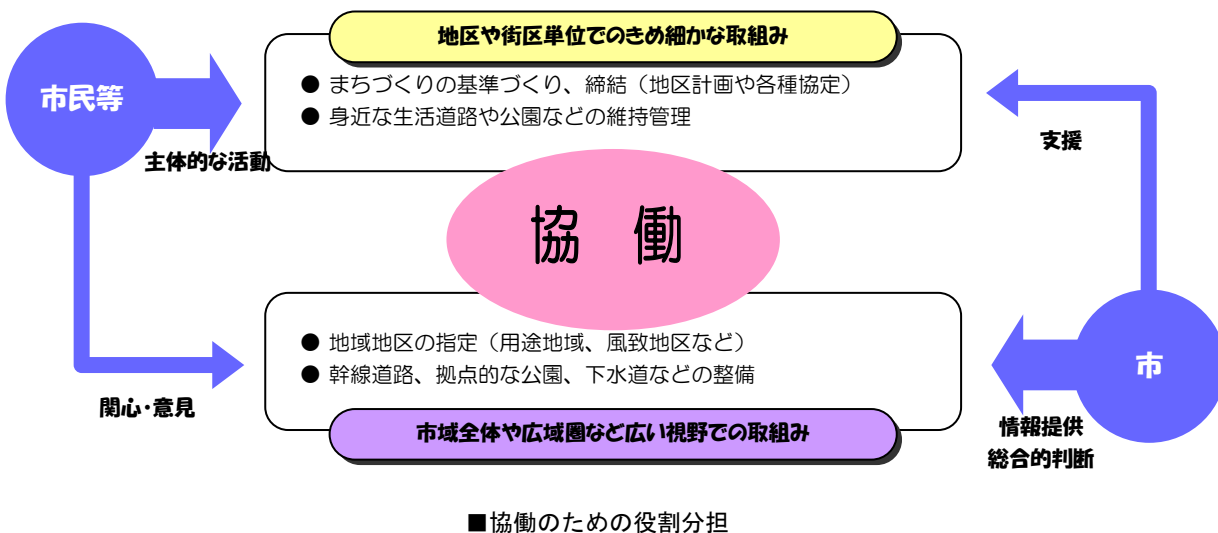 地区や街区単位でのきめ細かな取組み
市民等
● まちづくりの基準づくり、締結（地区計画や各種協定）
● 身近な生活道路や公園などの維持管理
主体的な活動
支援
協　働
● 地域地区の指定（用途地域、風致地区など）
● 幹線道路、拠点的な公園、下水道などの整備
市
関心・意見
市域全体や広域圏など広い視野での取組み
情報提供
総合的判断
■協働のための役割分担